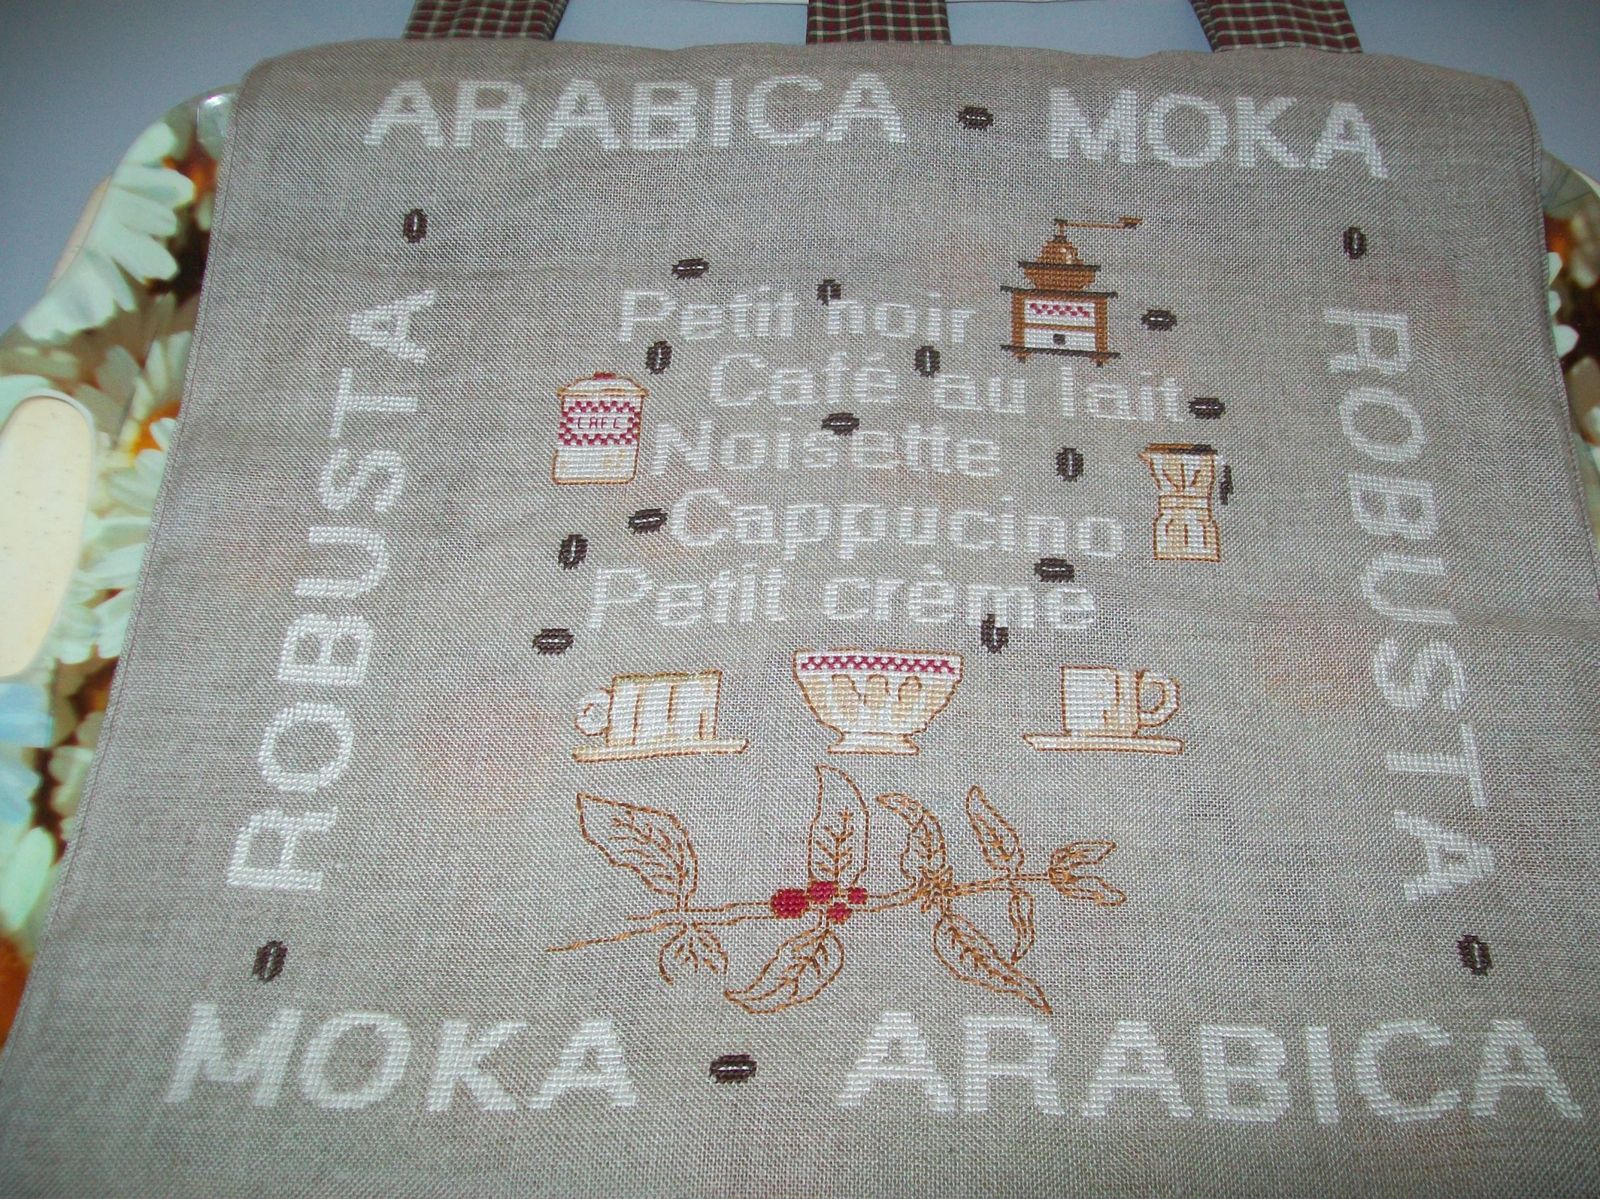 ARABICA MOKA
ROBUSTA
Petit noir
Café au lait
CAFE
Noisette
Cappucino
Petit crème
ROBUSTA
MOKA ARABICA